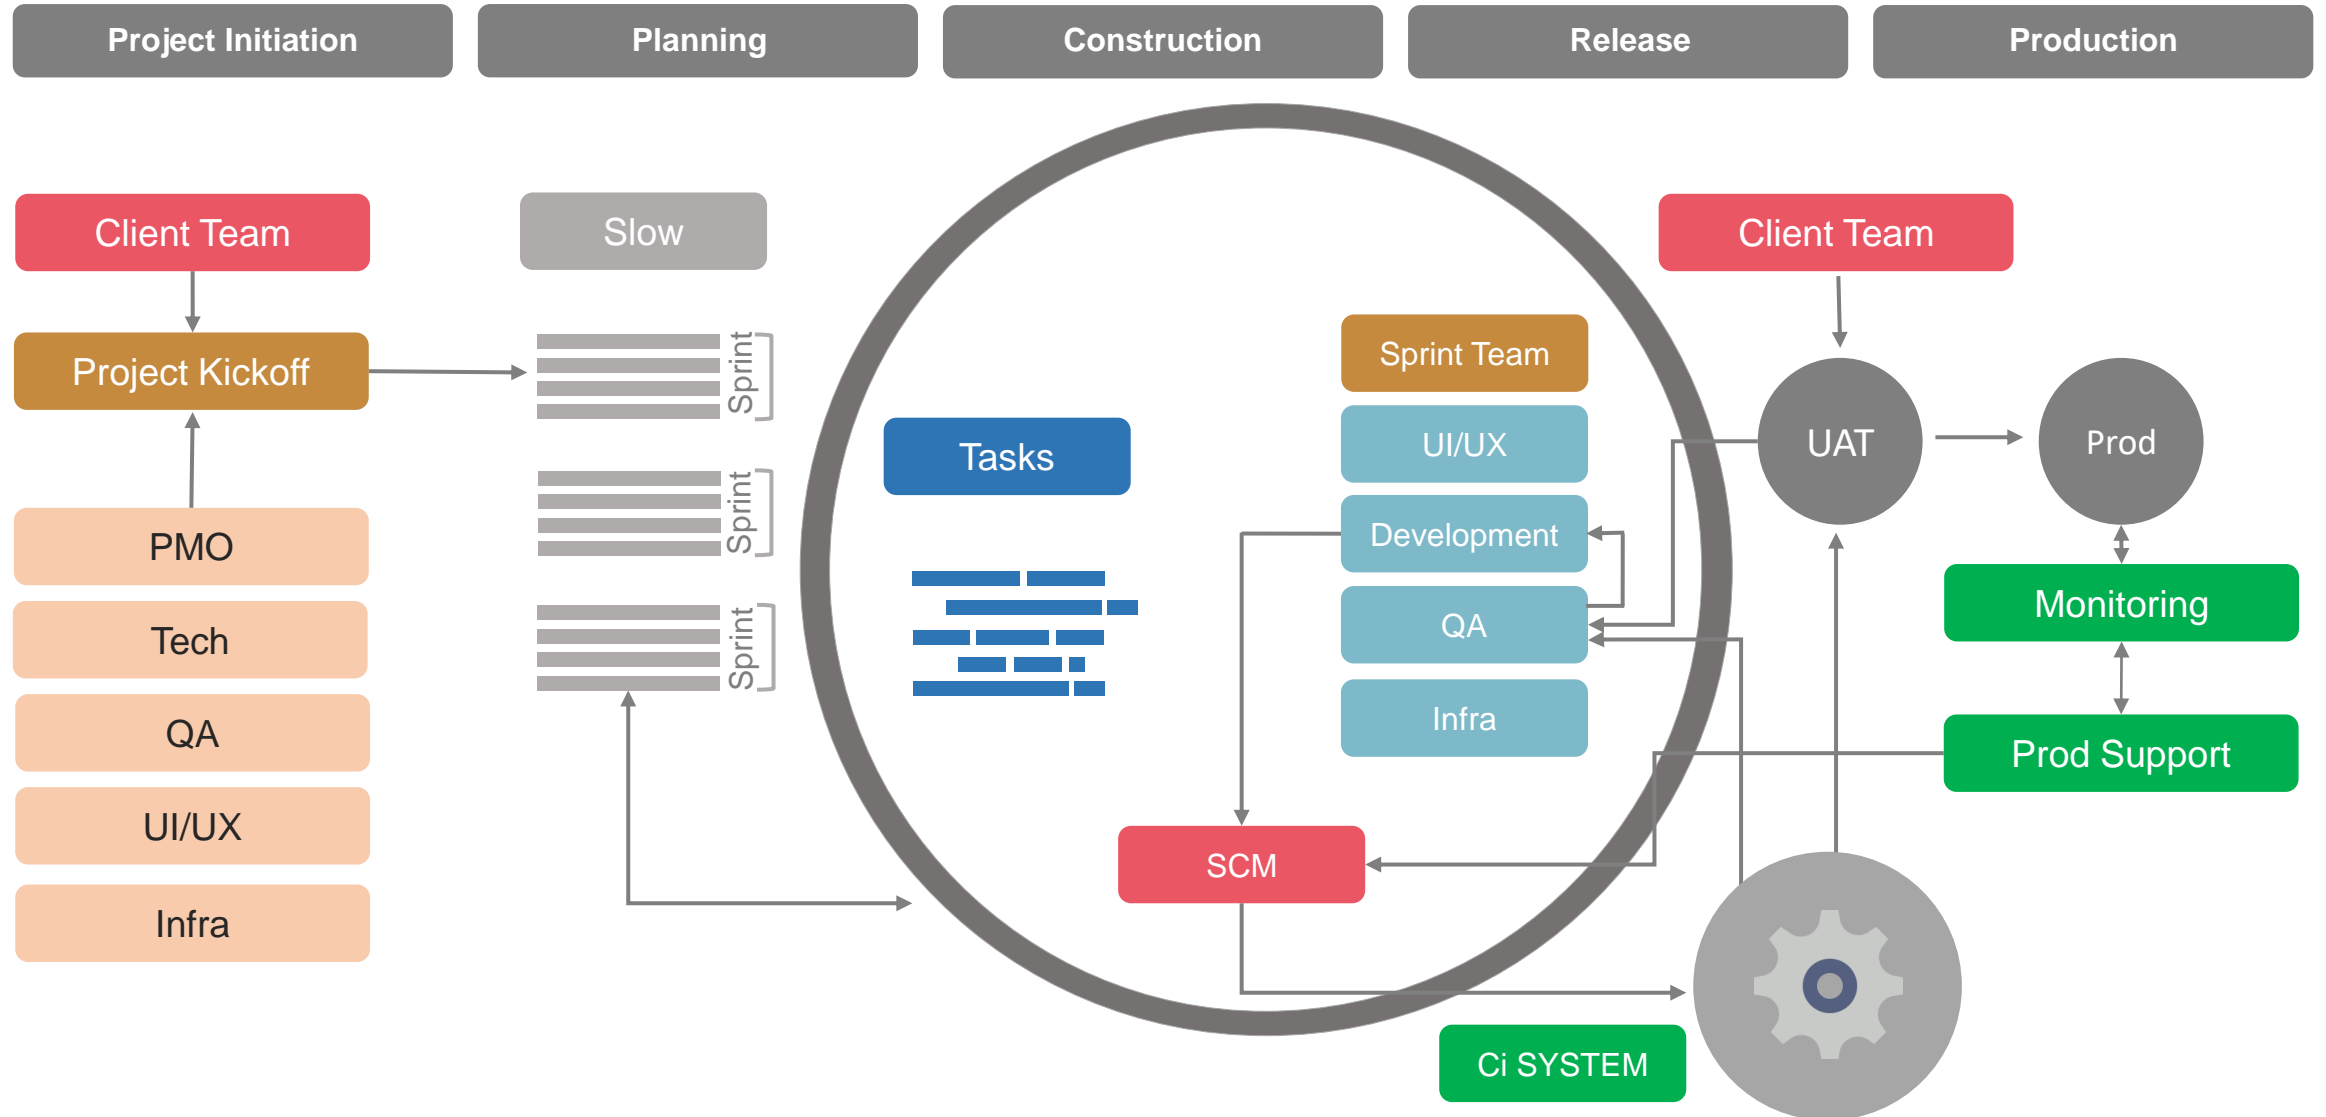 Project Initiation
Planning
Construction
Release
Production
Client Team
Project Kickoff
PMO
Tech
QA
UI/UX
Infra
Slow
Sprint
Sprint
Sprint
Tasks
Sprint Team
UI/UX
Development
QA
Infra
SCM
Ci SYSTEM
Client Team
UAT
Prod
Monitoring
Prod Support